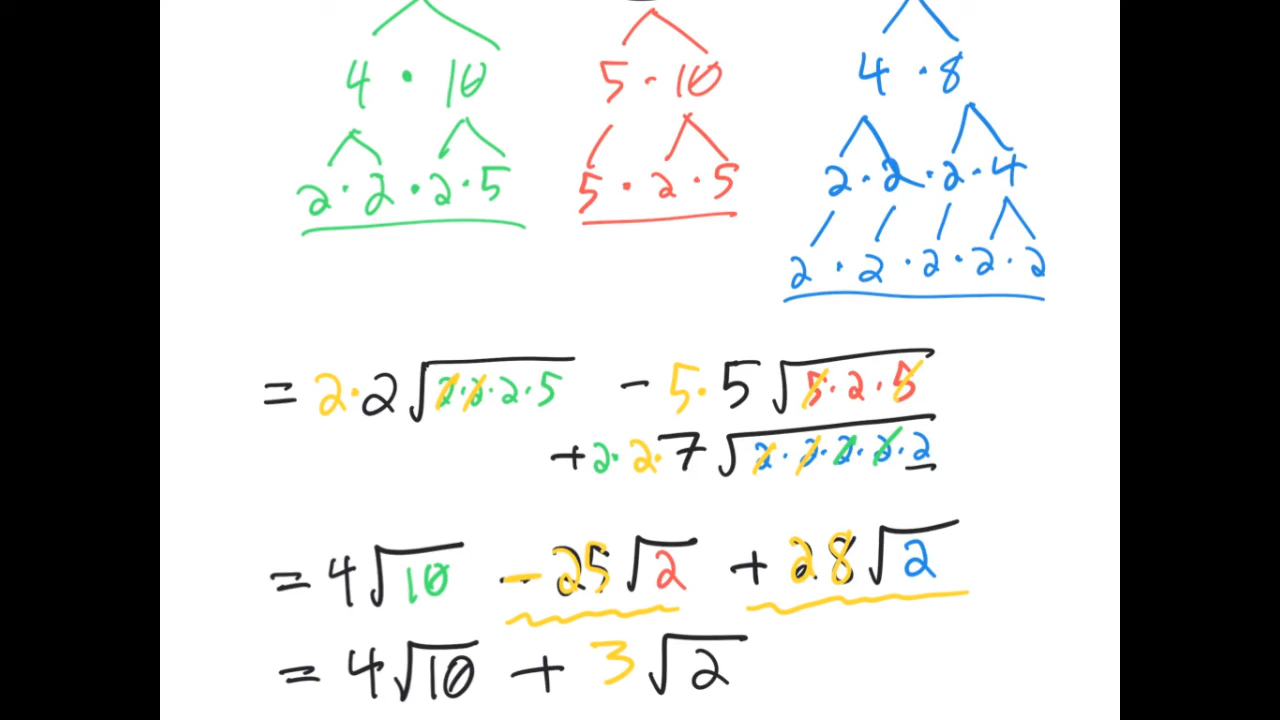 4 · 10 5 · 10 4 · 8
2 · 2 · 2 · 5 5 · 2 · 5 2 · 2 · 2 · 4
2 · 2 · 2 · 2 · 2
= 2 · 2√2 · 2 · 2 · 5 - 5 · 5√5 · 2 · 5
+ 2 · 2 · 7√2 · 2 · 2 · 2 · 2
= 4√10 - 25√2 + 28√2
= 4√10 + 3√2